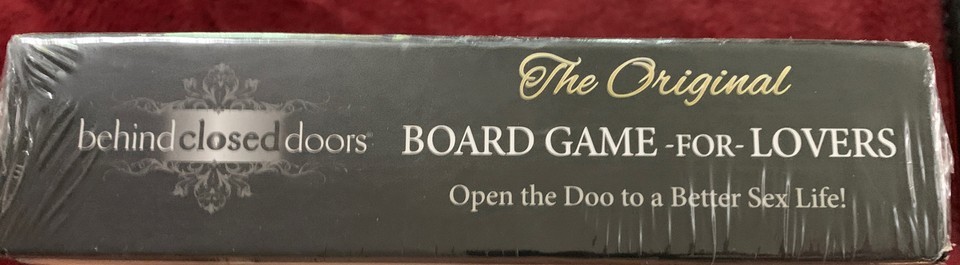 behind closed doors®
The Original
BOARD GAME -FOR- LOVERS
Open the Doo to a Better Sex Life!